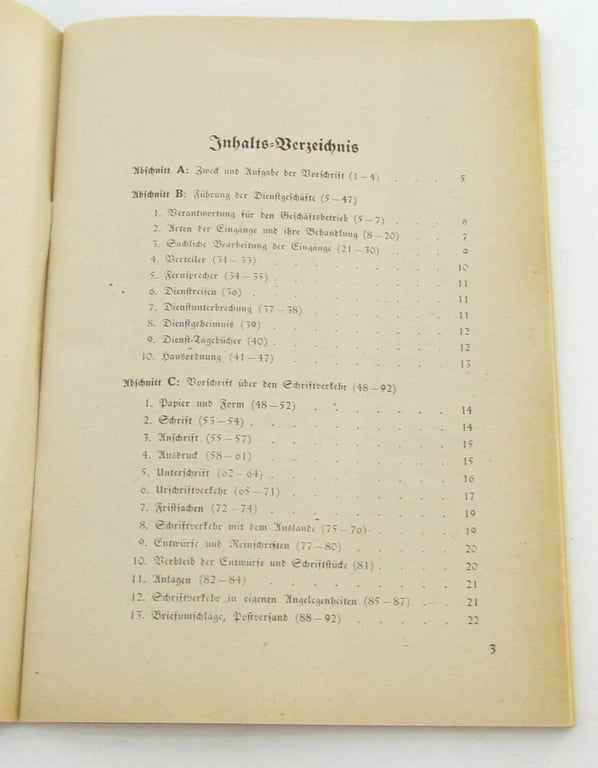 Inhalts-Verzeichnis
Abschnitt A: Zweck und Aufgabe der Vorschrift (1 – 4) . . . 5
Abschnitt B: Führung der Dienstgeschäfte (5 – 47)
1. Verantwortung für den Geschäftsbetrieb (5 – 7) . . . 6
2. Arten der Eingänge und ihre Behandlung (8 – 20) . . 7
3. Sachliche Bearbeitung der Eingänge (21 – 30) . . . 9
4. Verteiler (31 – 33) . . . . . . . . 10
5. Fernsprecher (34 – 35) . . . . . . . . 11
6. Dienstreisen (36) . . . . . . . . 11
7. Dienstunterbrechung (37 – 38) . . . . . . 11
8. Dienstgeheimnis (39) . . . . . . . . 12
9. Dienst-Tagebücher (40) . . . . . . . . 12
10. Hausordnung (41 – 47) . . . . . . . 13
Abschnitt C: Vorschrift über den Schriftverkehr (48 – 92)
1. Papier und Form (48 – 52) . . . . . . 14
2. Schrift (53 – 54) . . . . . . . . 14
3. Anschrift (55 – 57) . . . . . . . . 15
4. Ausdruck (58 – 61) . . . . . . . . 15
5. Unterschrift (62 – 64) . . . . . . . . 16
6. Urschriftverkehr (65 – 71) . . . . . . . 17
7. Fristsachen (72 – 74) . . . . . . . . 19
8. Schriftverkehr mit dem Auslande (75 – 76) . . . . 19
9. Entwürfe und Reinschriften (77 – 80) . . . . . 20
10. Verbleib der Entwürfe und Schriftstücke (81) . . . . 20
11. Anlagen (82 – 84) . . . . . . . . 21
12. Schriftverkehr in eigenen Angelegenheiten (85 – 87) . . 21
13. Briefumschläge, Postversand (88 – 92) . . . . . 22
3